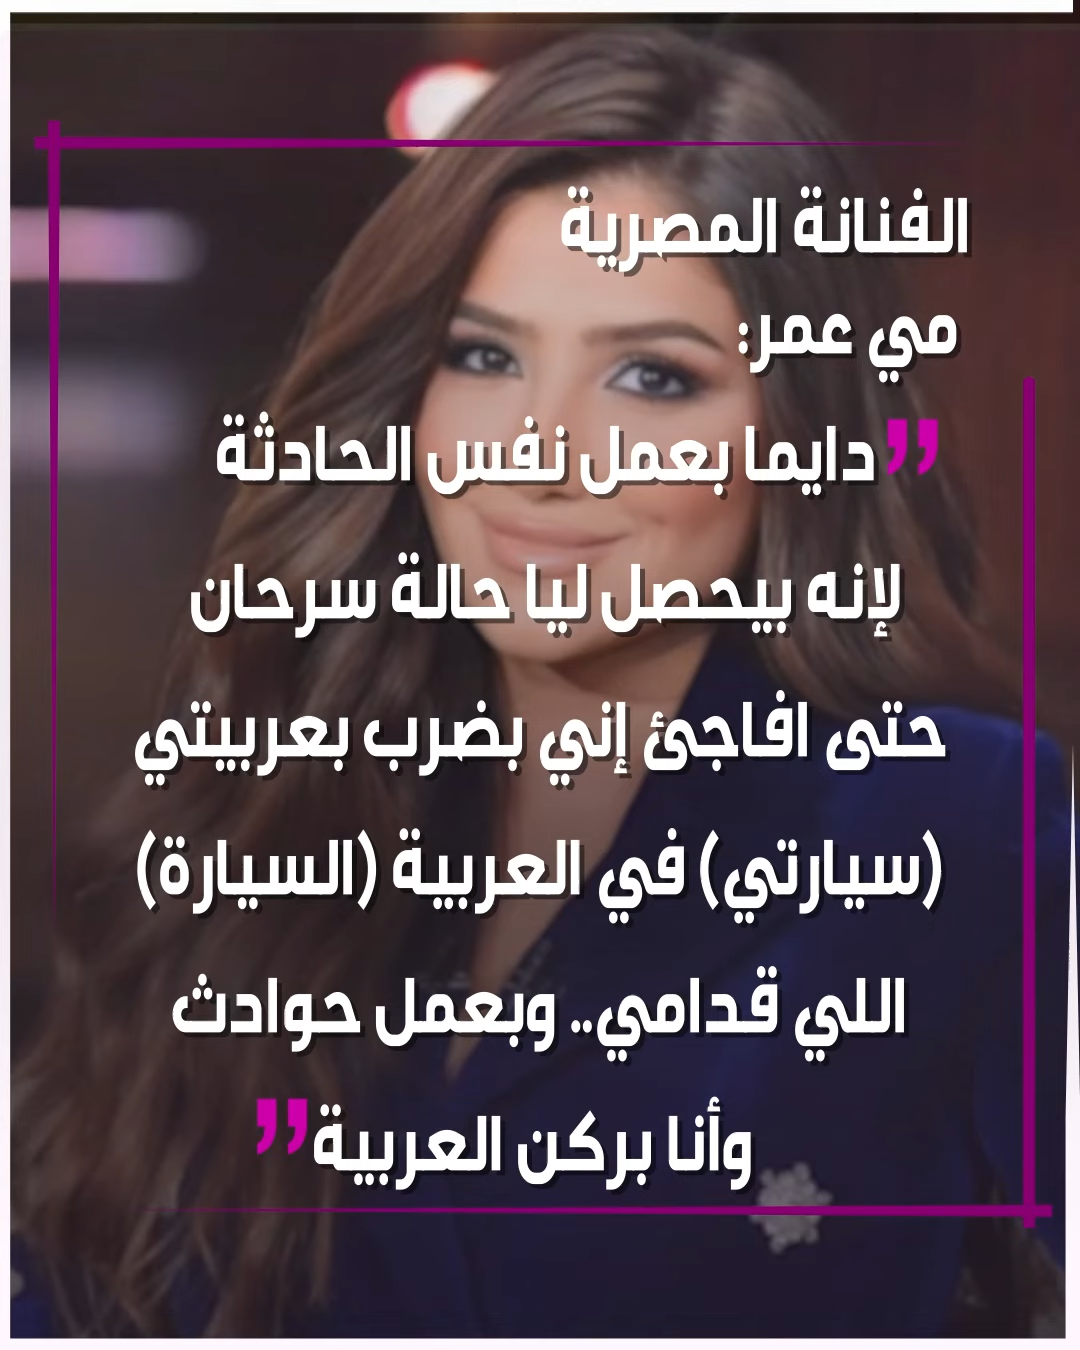 الفنانة المصرية
مي عمر:
”دايما بعمل نفس الحادثة
لإنه بيحصل ليا حالة سرحان
حتى افاجئ إني بضرب بعربيتي
(سيارتي) في العربية (السيارة)
اللي قدامي.. وبعمل حوادث
وأنا بركن العربية”